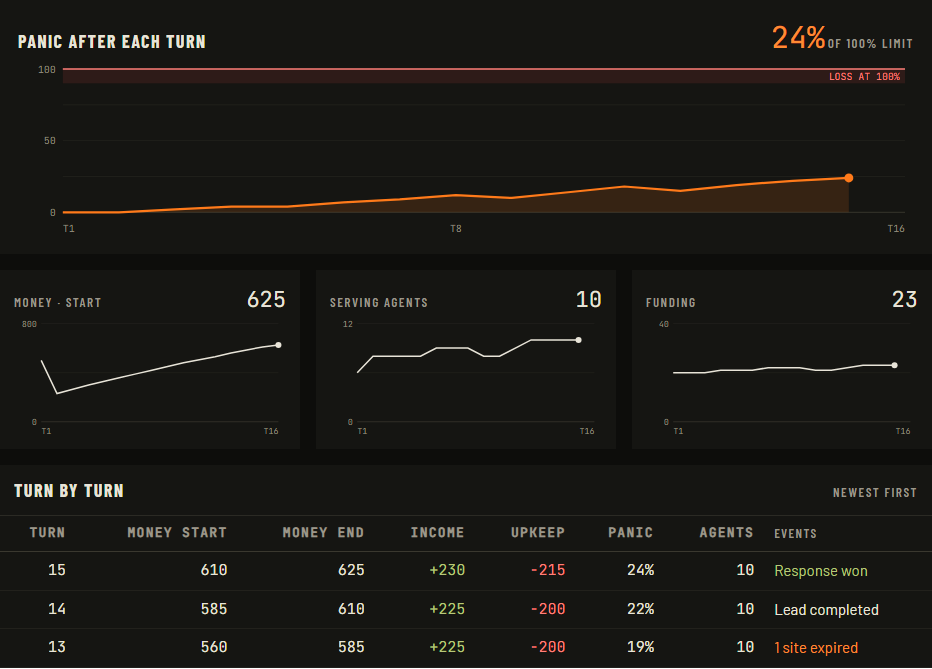 PANIC AFTER EACH TURN 24% OF 100% LIMIT
100
LOSS AT 100%
50
0
T1 T8 T16
MONEY · START 625
800
0
T1 T16
SERVING AGENTS 10
12
0
T1 T16
FUNDING 23
40
0
T1 T16
TURN BY TURN NEWEST FIRST
TURN MONEY START MONEY END INCOME UPKEEP PANIC AGENTS EVENTS
15 610 625 +230 -215 24% 10 Response won
14 585 610 +225 -200 22% 10 Lead completed
13 560 585 +225 -200 19% 10 1 site expired